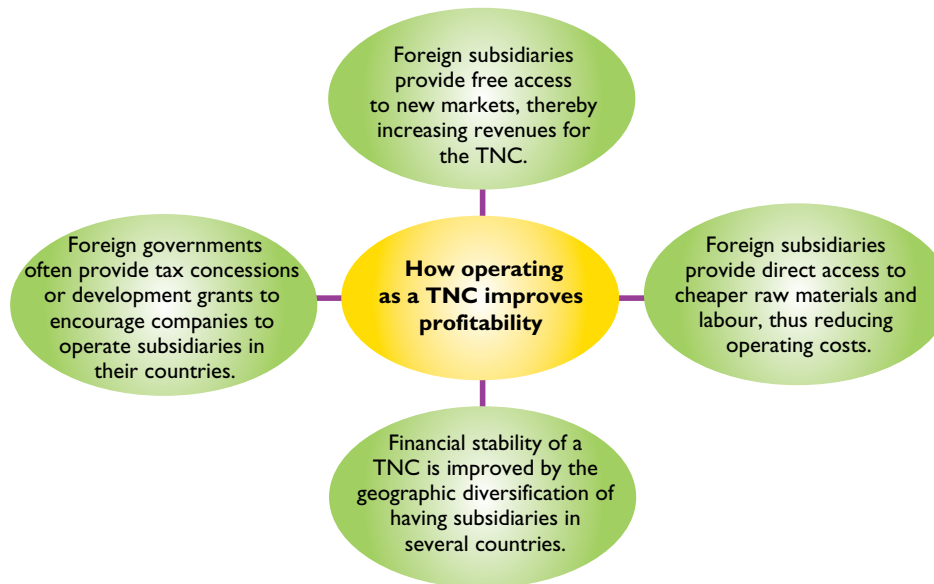 Foreign subsidiaries
provide free access
to new markets, thereby
increasing revenues for
the TNC.
Foreign governments
often provide tax concessions
or development grants to
encourage companies to
operate subsidiaries in
their countries.
How operating
as a TNC improves
profitability
Foreign subsidiaries
provide direct access to
cheaper raw materials and
labour, thus reducing
operating costs.
Financial stability of a
TNC is improved by the
geographic diversification of
having subsidiaries in
several countries.